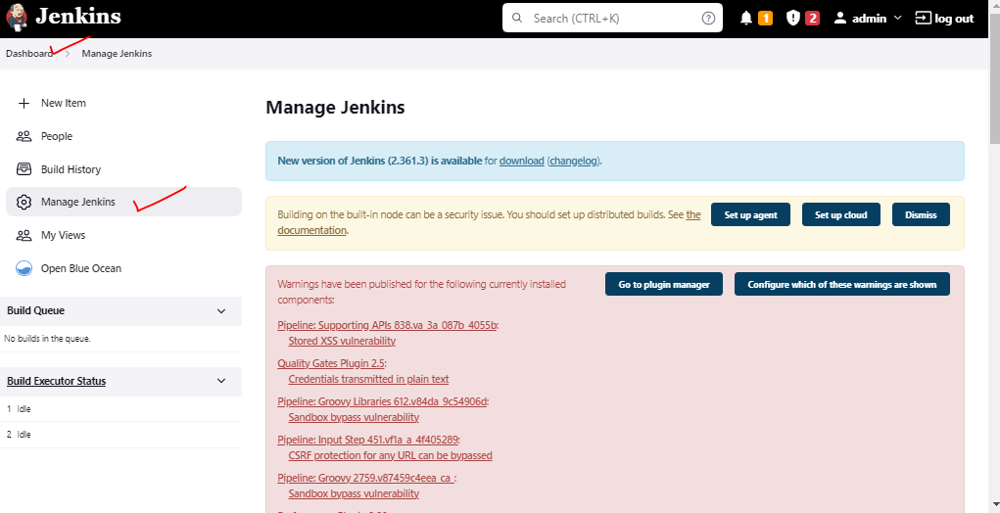 Jenkins
Search (CTRL+K)
1
2
admin
log out
Dashboard
Manage Jenkins
New Item
People
Build History
Manage Jenkins
My Views
Open Blue Ocean
Build Queue
No builds in the queue.
Build Executor Status
1 Idle
2 Idle
Manage Jenkins
New version of Jenkins (2.361.3) is available for download (changelog).
Building on the built-in node can be a security issue. You should set up distributed builds. See the
documentation.
Set up agent
Set up cloud
Dismiss
Warnings have been published for the following currently installed
components:
Go to plugin manager
Configure which of these warnings are shown
Pipeline: Supporting APIs 838.va_3a_087b_4055b:
Stored XSS vulnerability
Quality Gates Plugin 2.5:
Credentials transmitted in plain text
Pipeline: Groovy Libraries 612.v84da_9c54906d:
Sandbox bypass vulnerability
Pipeline: Input Step 451.vf1a_a_4f405289:
CSRF protection for any URL can be bypassed
Pipeline: Groovy 2759.v87459c4eea_ca_:
Sandbox bypass vulnerability